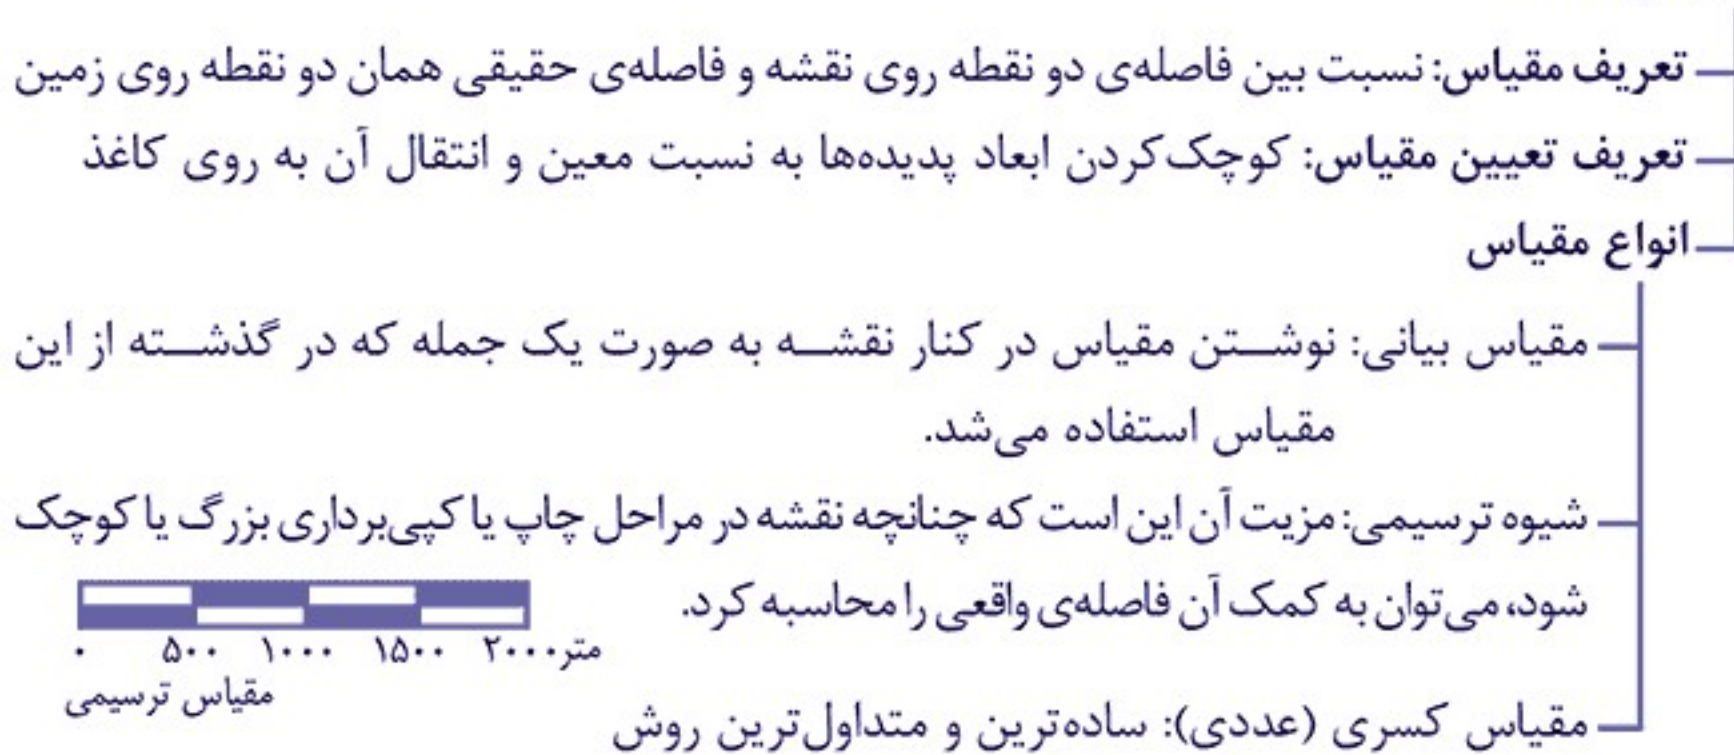 تعریف مقیاس: نسبت بین فاصله‌ی دو نقطه روی نقشه و فاصله‌ی حقیقی همان دو نقطه روی زمین
تعریف تعیین مقیاس: کوچک‌کردن ابعاد پدیده‌ها به نسبت معین و انتقال آن به روی کاغذ
انواع مقیاس
مقیاس بیانی: نوشتن مقیاس در کنار نقشه به صورت یک جمله که در گذشته از این
مقیاس استفاده می‌شد.
شیوه ترسیمی: مزیت آن این است که چنانچه نقشه در مراحل چاپ یا کپی‌برداری بزرگ یا کوچک
شود، می‌توان به کمک آن فاصله‌ی واقعی را محاسبه کرد.
۰ ۵۰۰ ۱۰۰۰ ۱۵۰۰ ۲۰۰۰متر
مقیاس ترسیمی
مقیاس کسری (عددی): ساده‌ترین و متداول‌ترین روش